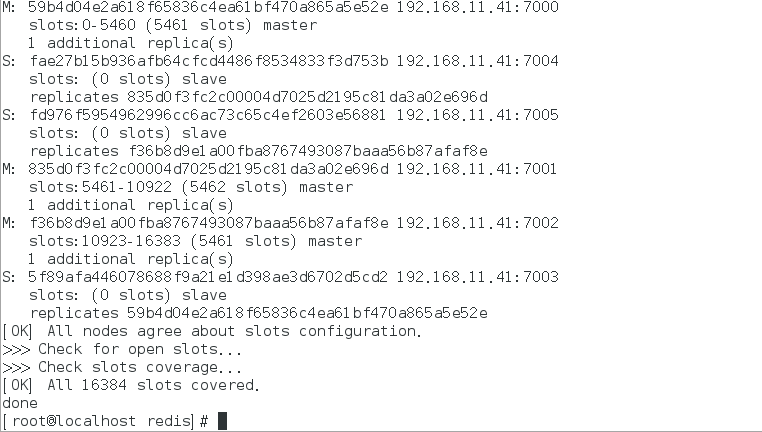 M: 59b4d04e2a618f65836c4ea61bf470a865a5e52e 192.168.11.41:7000
slots:0-5460 (5461 slots) master
1 additional replica(s)
S: fae27b15b936afb64cfcd4486f8534833f3d753b 192.168.11.41:7004
slots: (0 slots) slave
replicates 835d0f3fc2c00004d7025d2195c81da3a02e696d
S: fd976f5954962996cc6ac73c65c4ef2603e56881 192.168.11.41:7005
slots: (0 slots) slave
replicates f36b8d9e1a00fba8767493087baaa56b87afaf8e
M: 835d0f3fc2c00004d7025d2195c81da3a02e696d 192.168.11.41:7001
slots:5461-10922 (5462 slots) master
1 additional replica(s)
M: f36b8d9e1a00fba8767493087baaa56b87afaf8e 192.168.11.41:7002
slots:10923-16383 (5461 slots) master
1 additional replica(s)
S: 5f89afa446078688f9a21e1d398ae3d6702d5cd2 192.168.11.41:7003
slots: (0 slots) slave
replicates 59b4d04e2a618f65836c4ea61bf470a865a5e52e
[OK] All nodes agree about slots configuration.
>>> Check for open slots...
>>> Check slots coverage...
[OK] All 16384 slots covered.
done
[root@localhost redis]#